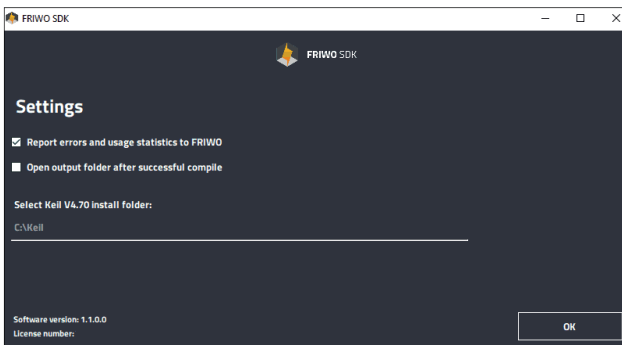 FRIWO SDK
FRIWO SDK
Settings
Report errors and usage statistics to FRIWO
Open output folder after successful compile
Select Keil V4.70 install folder:
C:\Keil
Software version: 1.1.0.0
License number:
OK